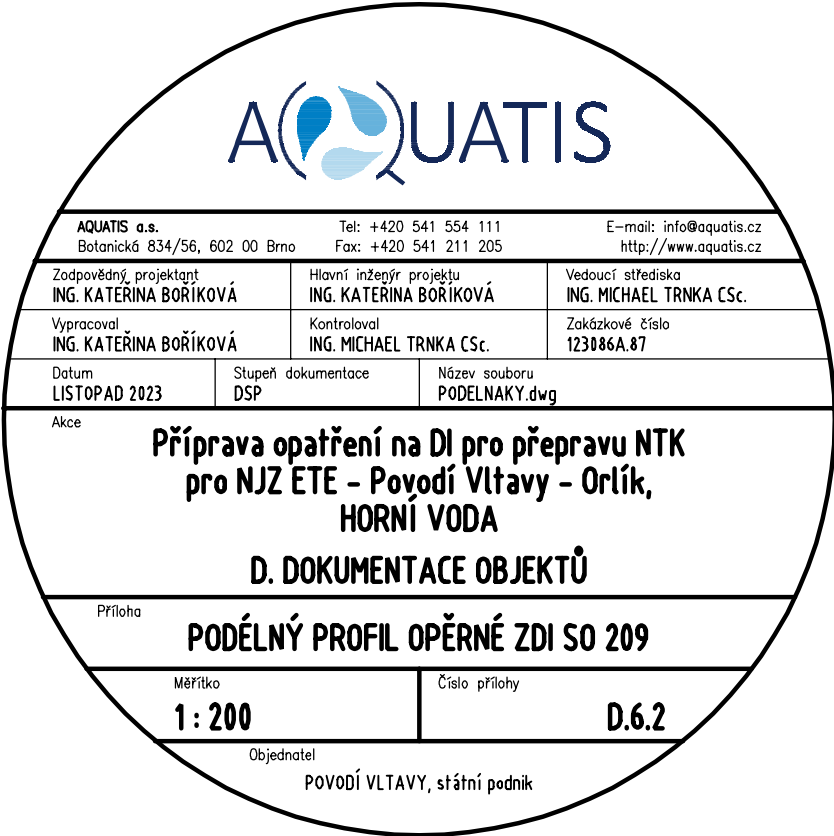 AQUATIS
AQUATIS a.s. Tel: +420 541 554 111 E-mail: info@aquatis.cz
Botanická 834/56, 602 00 Brno Fax: +420 541 211 205 http://www.aquatis.cz
Zodpovědný projektant Hlavní inženýr projektu Vedoucí střediska
ING. KATEŘINA BOŘÍKOVÁ ING. KATEŘINA BOŘÍKOVÁ ING. MICHAEL TRNKA CSc.
Vypracoval Kontroloval Zakázkové číslo
ING. KATEŘINA BOŘÍKOVÁ ING. MICHAEL TRNKA CSc. 123086A.87
Datum Stupeň dokumentace Název souboru
LISTOPAD 2023 DSP PODELNAKY.dwg
Akce
Příprava opatření na DI pro přepravu NTK
pro NJZ ETE - Povodí Vltavy - Orlík,
HORNÍ VODA
D. DOKUMENTACE OBJEKTŮ
Příloha
PODÉLNÝ PROFIL OPĚRNÉ ZDI SO 209
Měřítko Číslo přílohy
1 : 200 D.6.2
Objednatel
POVODÍ VLTAVY, státní podnik